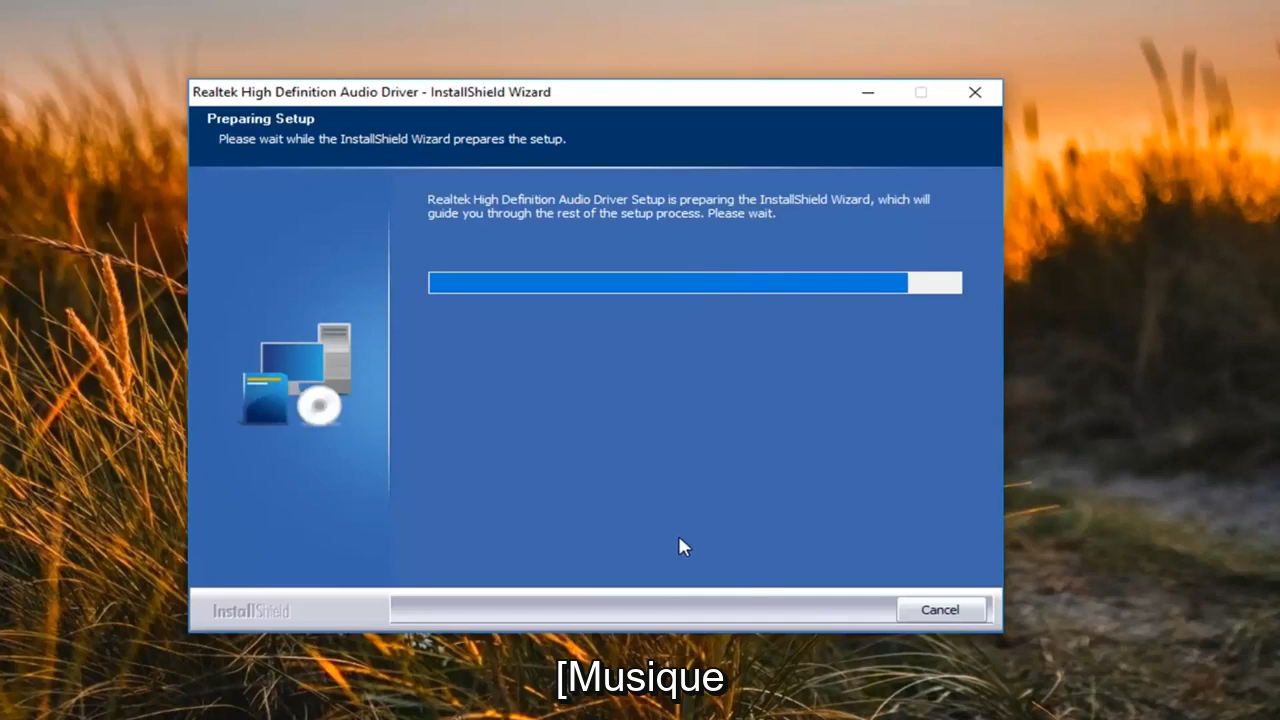 Realtek High Definition Audio Driver - InstallShield Wizard
Preparing Setup
Please wait while the InstallShield Wizard prepares the setup.
Realtek High Definition Audio Driver Setup is preparing the InstallShield Wizard, which will
guide you through the rest of the setup process. Please wait.
InstallShield
Cancel
[Musique